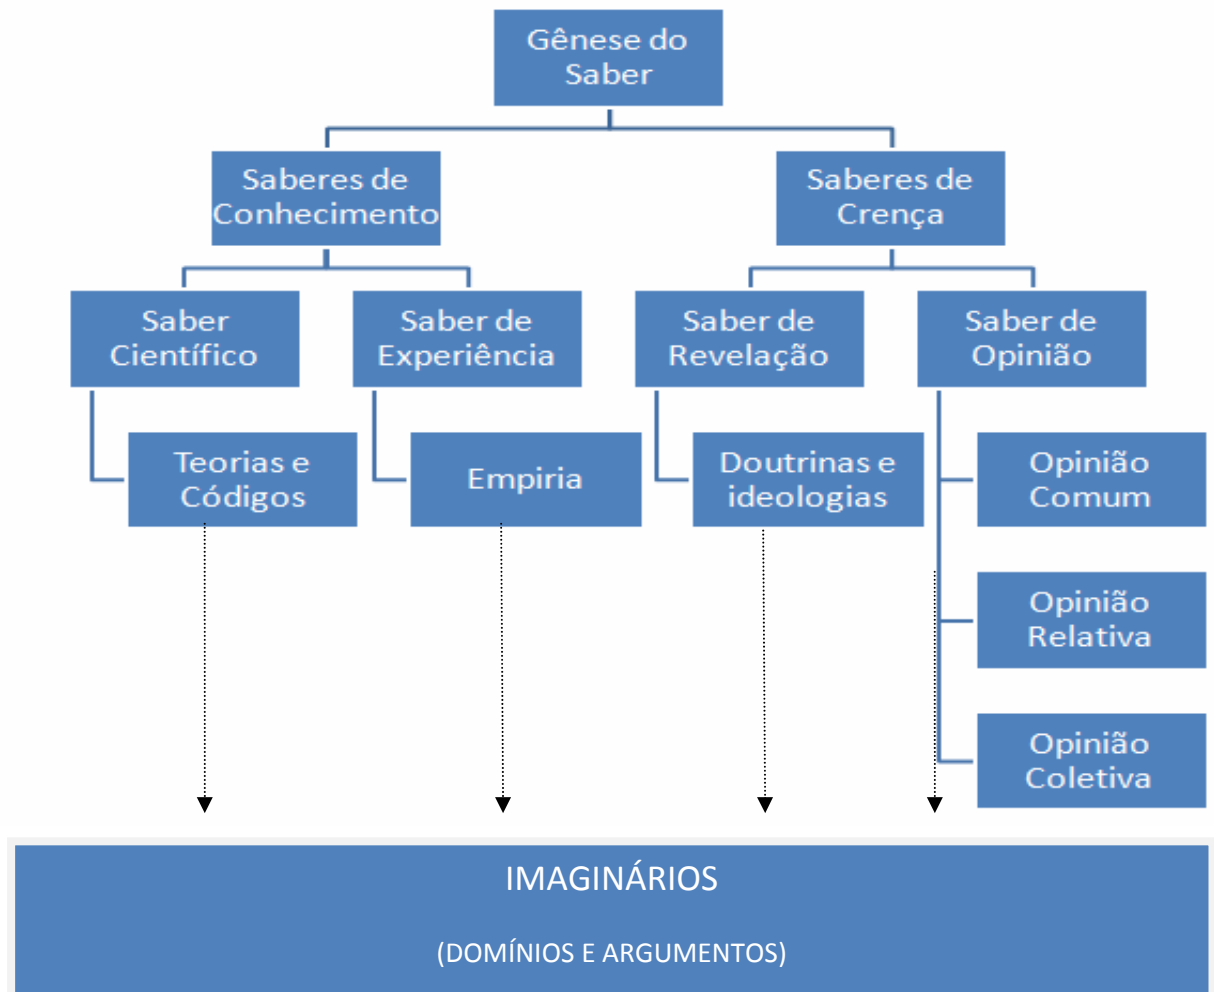 Gênese do
Saber
Saberes de
Conhecimento
Saberes de
Crença
Saber
Científico
Saber de
Experiência
Saber de
Revelação
Saber de
Opinião
Teorias e
Códigos
Empiria
Doutrinas e
ideologias
Opinião
Comum
Opinião
Relativa
Opinião
Coletiva
IMAGINÁRIOS
(DOMÍNIOS E ARGUMENTOS)